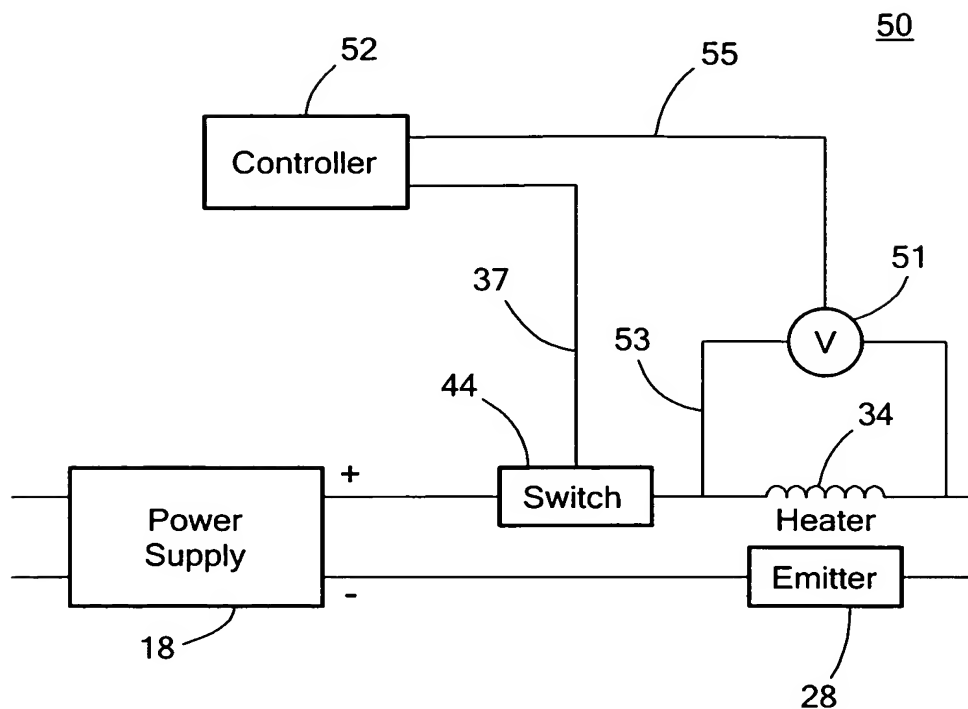 50
52
55
Controller
51
37
53
V
44
34
+
Switch
Power
Supply
Heater
Emitter
-
18
28